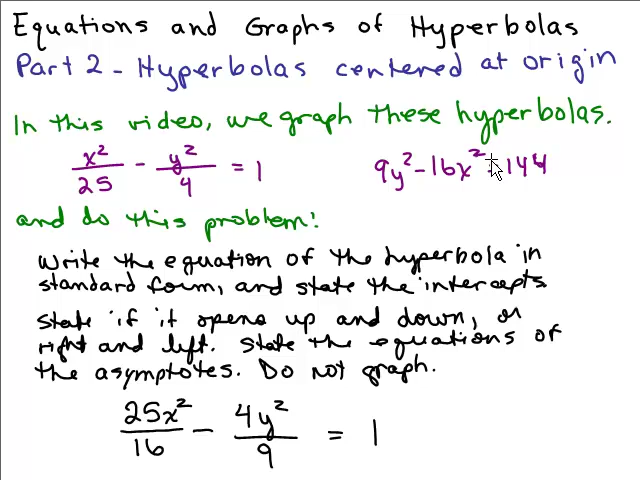 Equations and Graphs of Hyperbolas
Part 2 - Hyperbolas centered at origin
In this video, we graph these hyperbolas.
x²/25 - y²/4 = 1    9y² - 16x² = 144
and do this problem:
Write the equation of the hyperbola in
standard form, and state the intercepts
State if it opens up and down, or
right and left. State the equations of
the asymptotes. Do not graph.
25x²/16 - 4y²/9 = 1